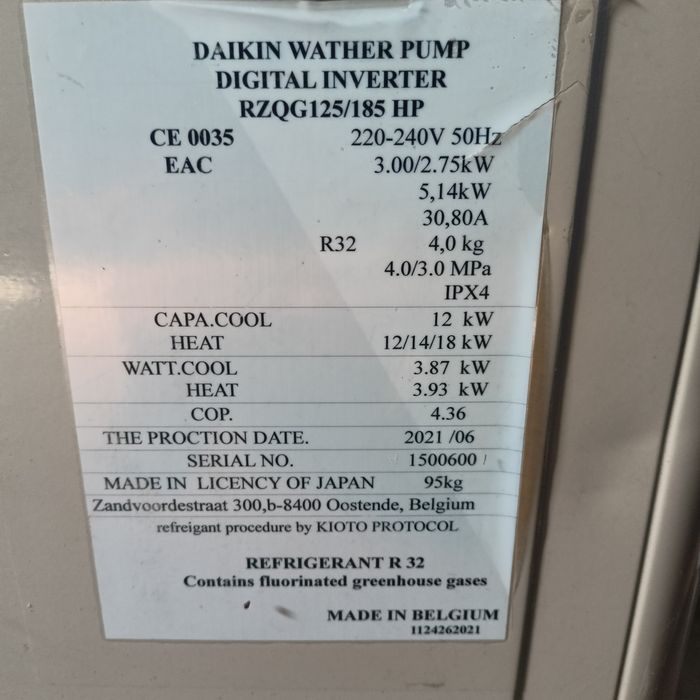 DAIKIN WATHER PUMP
DIGITAL INVERTER
RZQG125/185 HP
CE 0035 220-240V 50Hz
EAC 3.00/2.75kW
5,14kW
30,80A
R32 4,0 kg
4.0/3.0 MPa
IPX4
CAPA.COOL 12 kW
HEAT 12/14/18 kW
WATT.COOL 3.87 kW
HEAT 3.93 kW
COP. 4.36
THE PROCTION DATE. 2021 /06
SERIAL NO. 1500600
MADE IN LICENCY OF JAPAN 95kg
Zandvoordestraat 300,b-8400 Oostende, Belgium
refreigant procedure by KIOTO PROTOCOL
REFRIGERANT R 32
Contains fluorinated greenhouse gases
MADE IN BELGIUM
1124262021